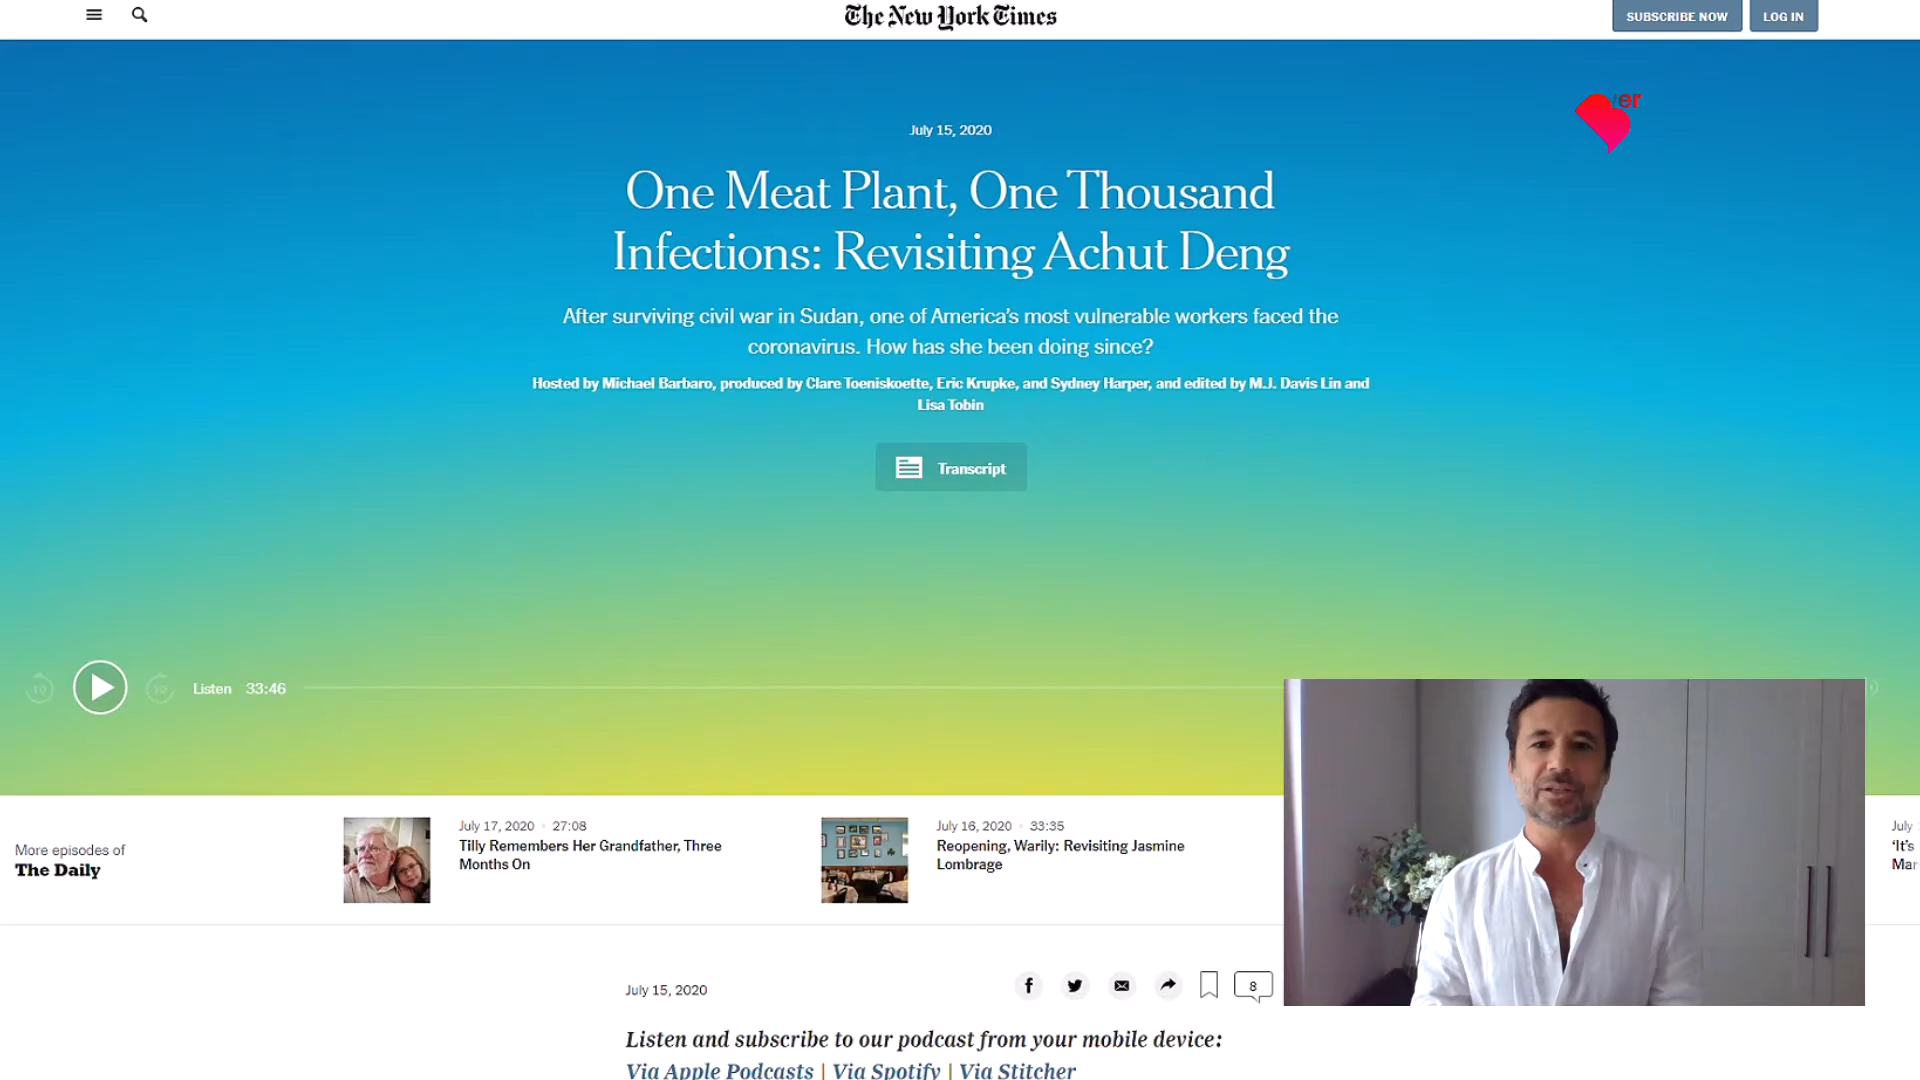 The New York Times
SUBSCRIBE NOW
LOG IN
ver
July 15, 2020
One Meat Plant, One Thousand
Infections: Revisiting Achut Deng
After surviving civil war in Sudan, one of America's most vulnerable workers faced the
coronavirus. How has she been doing since?
Hosted by Michael Barbaro, produced by Clare Toeniskoette, Eric Krupke, and Sydney Harper, and edited by M.J. Davis Lin and
Lisa Tobin
Transcript
10
10
Listen 33:46
More episodes of
The Daily
July 17, 2020 · 27:08
Tilly Remembers Her Grandfather, Three
Months On
July 16, 2020 · 33:35
Reopening, Warily: Revisiting Jasmine
Lombrage
July
'It's
Mar
July 15, 2020
8
Listen and subscribe to our podcast from your mobile device:
Via Apple Podcasts | Via Spotify | Via Stitcher